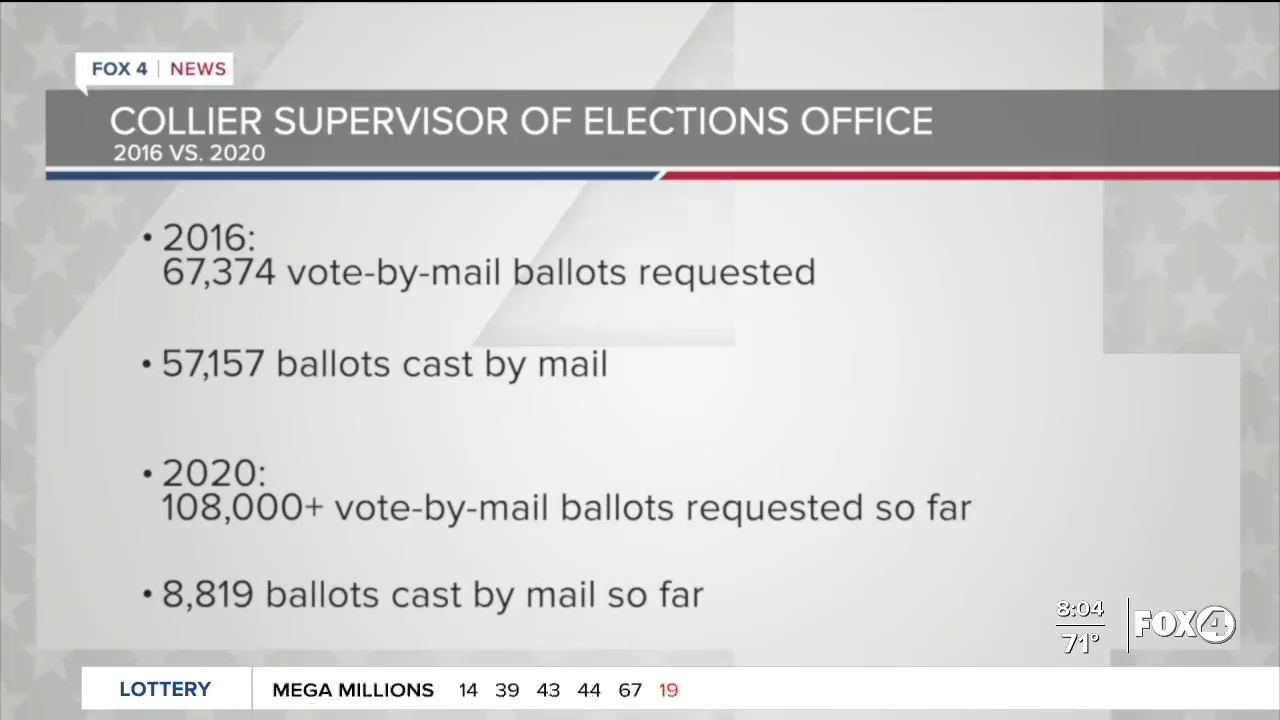 FOX 4 | NEWS
COLLIER SUPERVISOR OF ELECTIONS OFFICE
2016 VS. 2020
• 2016:
67,374 vote-by-mail ballots requested
• 57,157 ballots cast by mail
• 2020:
108,000+ vote-by-mail ballots requested so far
• 8,819 ballots cast by mail so far
8:04
71°
FOX 4
LOTTERY
MEGA MILLIONS 14 39 43 44 67 19